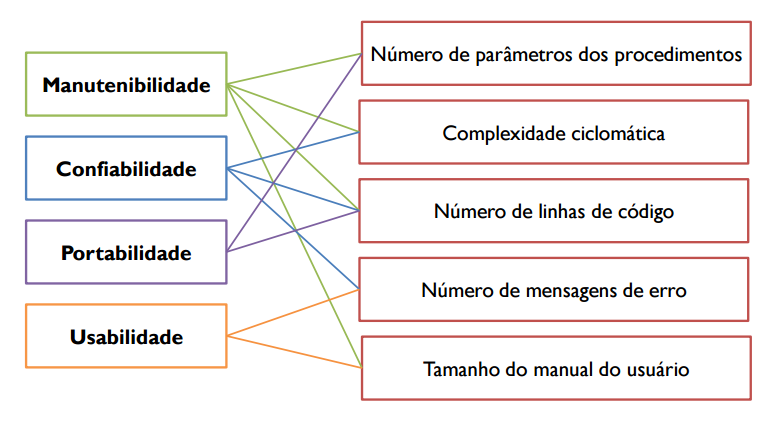 Manutenibilidade
Confiabilidade
Portabilidade
Usabilidade
Número de parâmetros dos procedimentos
Complexidade ciclomática
Número de linhas de código
Número de mensagens de erro
Tamanho do manual do usuário